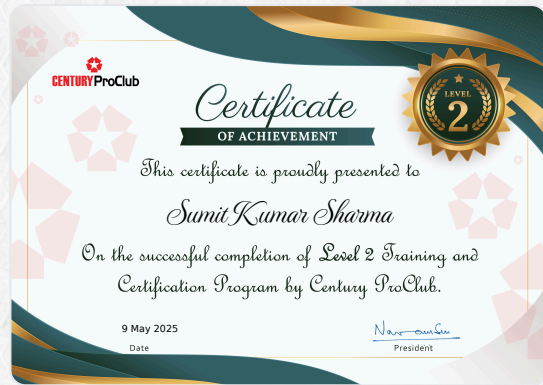 CENTURY ProClub
LEVEL
2
Certificate
OF ACHIEVEMENT
This certificate is proudly presented to
Sumit Kumar Sharma
On the successful completion of Level 2 Training and
Certification Program by Century ProClub.
9 May 2025
Date
President